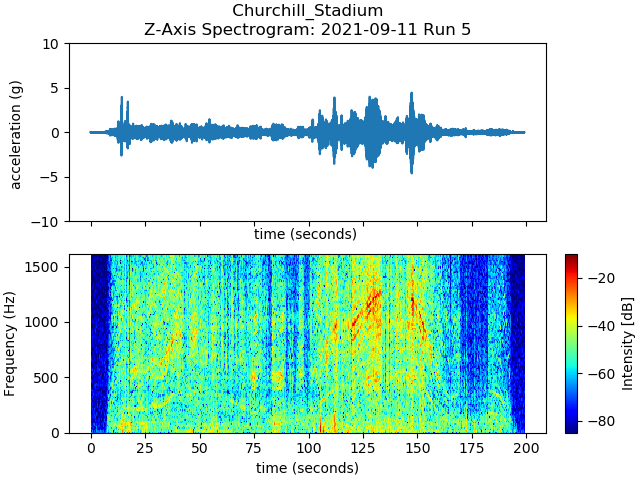 Churchill_Stadium
Z-Axis Spectrogram: 2021-09-11 Run 5
10
5
0
−5
−10
acceleration (g)
time (seconds)
1500
1000
500
0
Frequency (Hz)
0 25 50 75 100 125 150 175 200
time (seconds)
−20
−40
−60
−80
Intensity [dB]